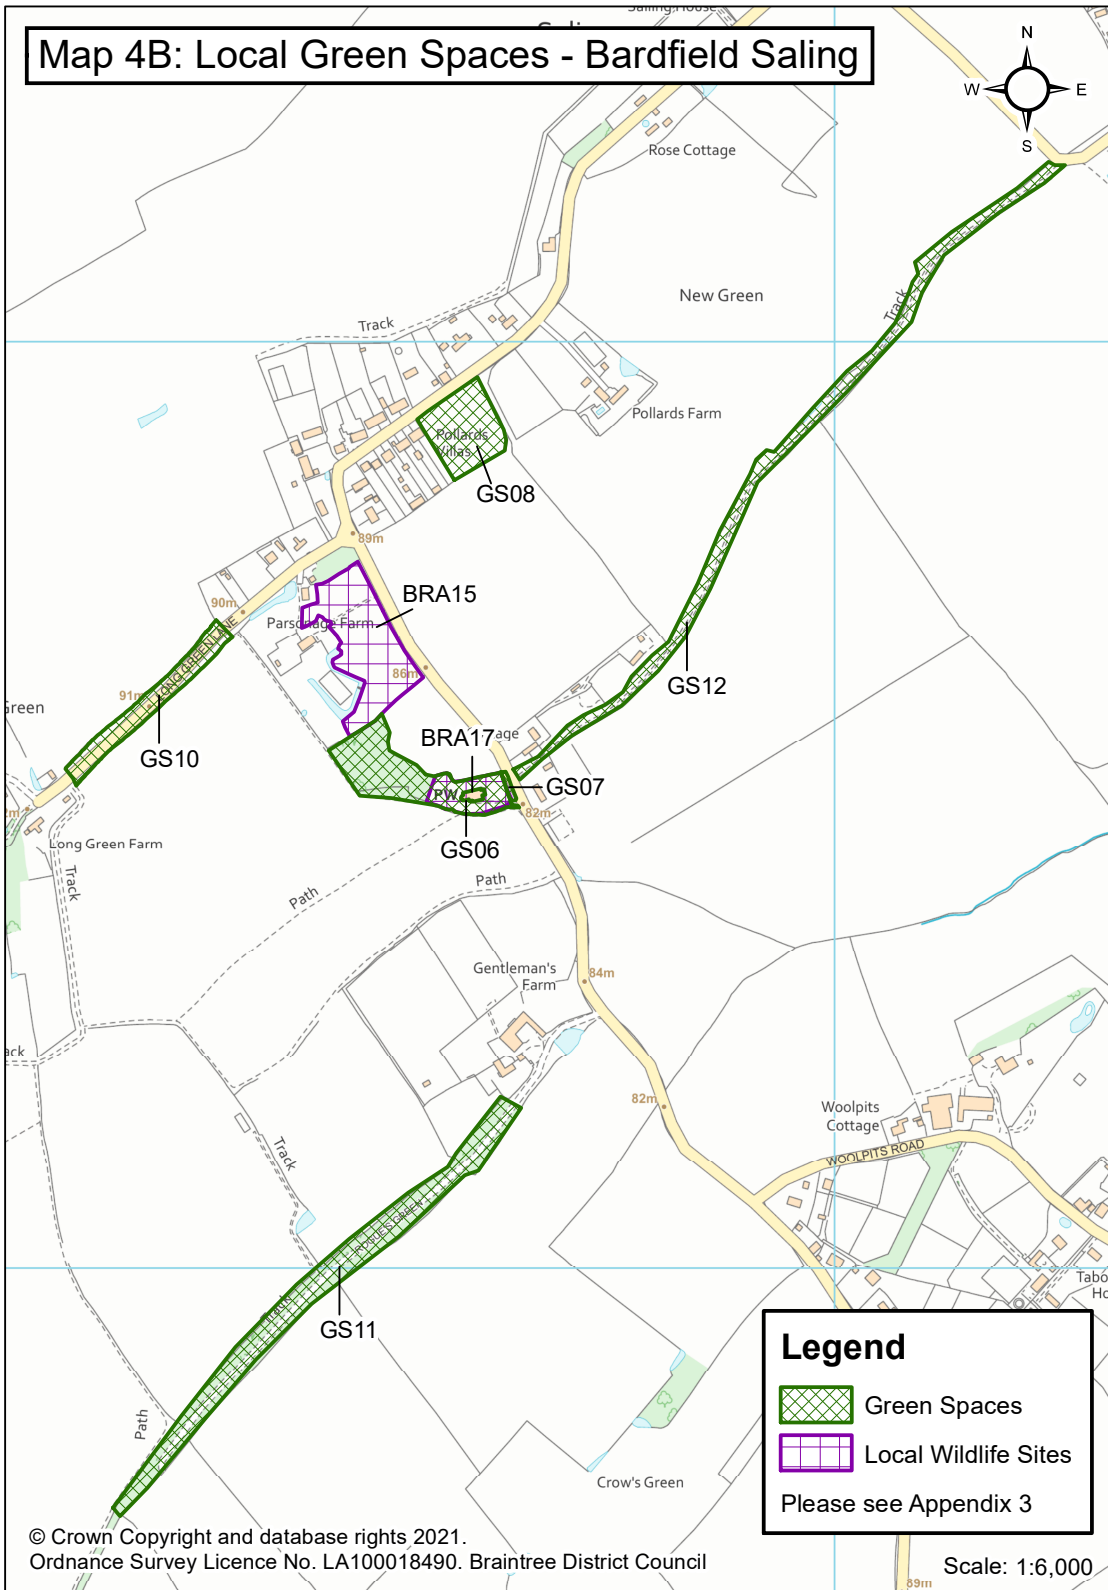 Map 4B: Local Green Spaces - Bardfield Saling
N
W
E
S
Rose Cottage
New Green
Track
Track
Pollards Farm
Pollards
Villas
GS08
89m
BRA15
90m
Parsonage Farm
LONG GREEN LANE
86m
91m
Green
GS12
GS10
BRA17
GS07
PW
82m
GS06
Long Green Farm
Track
Path
Path
Gentleman's
Farm
84m
82m
Woolpits
Cottage
WOOLPITS ROAD
Track
ROGUES GREEN
Track
GS11
Path
Crow's Green
Legend
Green Spaces
Local Wildlife Sites
Please see Appendix 3
© Crown Copyright and database rights 2021.
Ordnance Survey Licence No. LA100018490. Braintree District Council
Scale: 1:6,000
89m